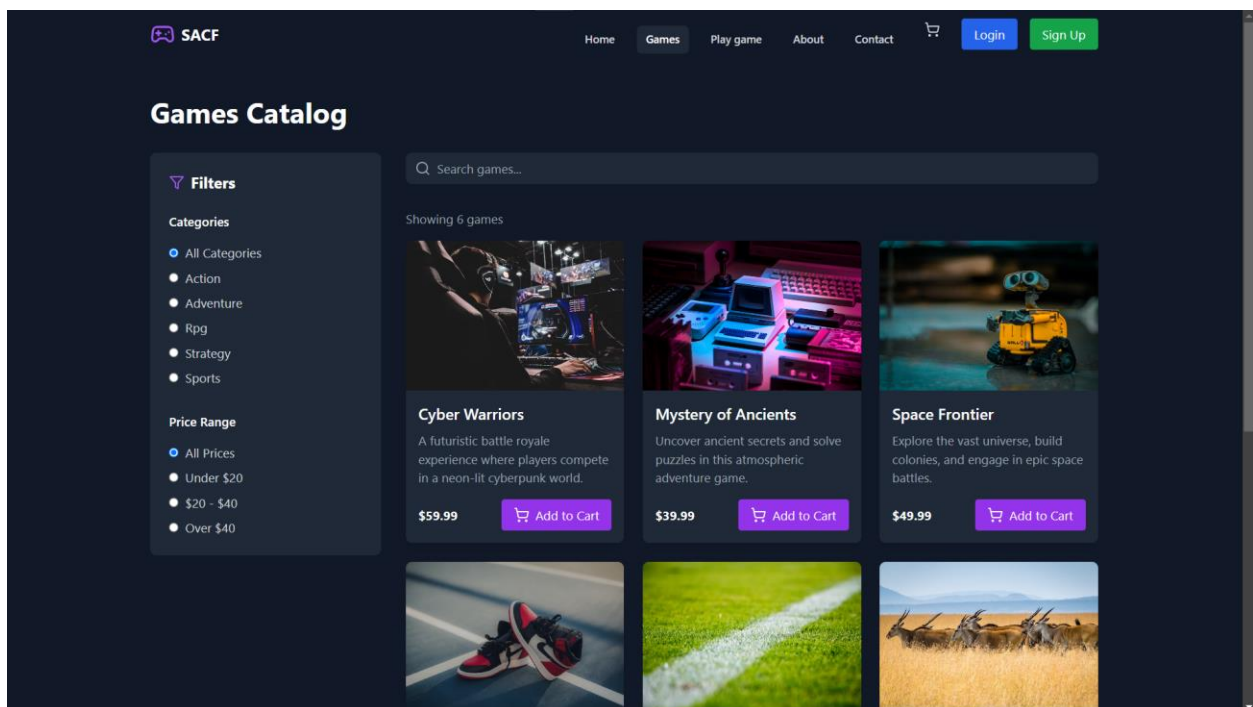 SACF
Home
Games
Play game
About
Contact
Login
Sign Up
Games Catalog
Filters
Categories
All Categories
Action
Adventure
Rpg
Strategy
Sports
Price Range
All Prices
Under $20
$20 - $40
Over $40
Search games...
Showing 6 games
Cyber Warriors
A futuristic battle royale
experience where players compete
in a neon-lit cyberpunk world.
$59.99
Add to Cart
Mystery of Ancients
Uncover ancient secrets and solve
puzzles in this atmospheric
adventure game.
$39.99
Add to Cart
Space Frontier
Explore the vast universe, build
colonies, and engage in epic space
battles.
$49.99
Add to Cart